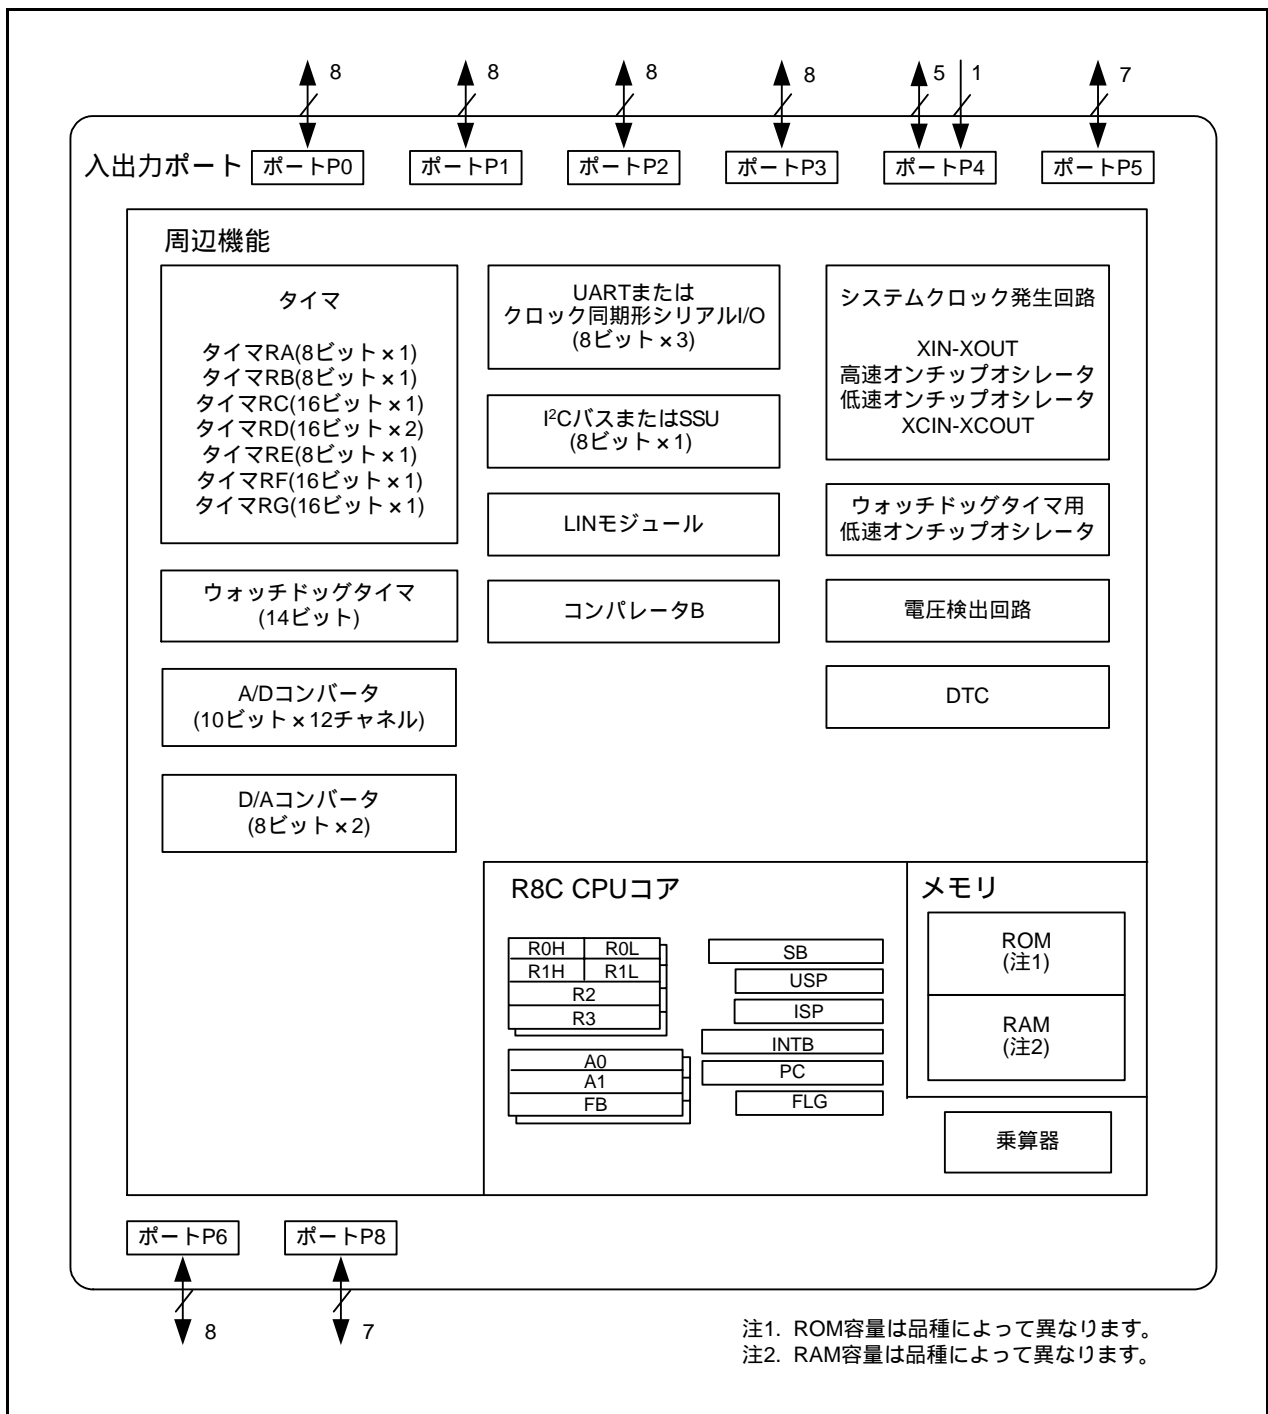 8
8
8
8
5
1
7
入出力ポート
ポートP0
ポートP1
ポートP2
ポートP3
ポートP4
ポートP5
周辺機能
タイマ
タイマRA(8ビット×1)
タイマRB(8ビット×1)
タイマRC(16ビット×1)
タイマRD(16ビット×2)
タイマRE(8ビット×1)
タイマRF(16ビット×1)
タイマRG(16ビット×1)
ウォッチドッグタイマ
(14ビット)
A/Dコンバータ
(10ビット×12チャネル)
D/Aコンバータ
(8ビット×2)
UARTまたは
クロック同期形シリアルI/O
(8ビット×3)
I²CバスまたはSSU
(8ビット×1)
LINモジュール
コンパレータB
システムクロック発生回路
XIN-XOUT
高速オンチップオシレータ
低速オンチップオシレータ
XCIN-XCOUT
ウォッチドッグタイマ用
低速オンチップオシレータ
電圧検出回路
DTC
R8C CPUコア
R0H
R0L
R1H
R1L
R2
R3
A0
A1
FB
SB
USP
ISP
INTB
PC
FLG
メモリ
ROM
(注1)
RAM
(注2)
乗算器
ポートP6
ポートP8
8
7
注1. ROM容量は品種によって異なります。
注2. RAM容量は品種によって異なります。